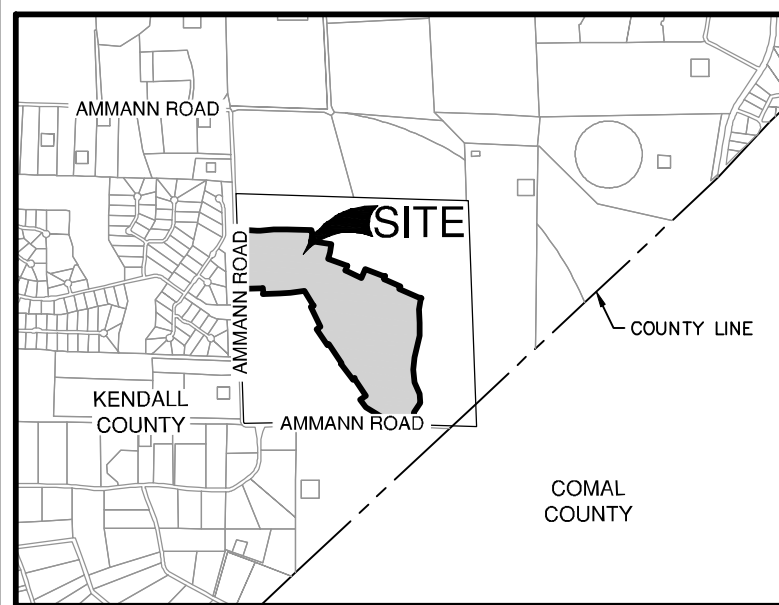 AMMANN ROAD
SITE
AMMANN ROAD
COUNTY LINE
KENDALL
COUNTY
AMMANN ROAD
COMAL
COUNTY